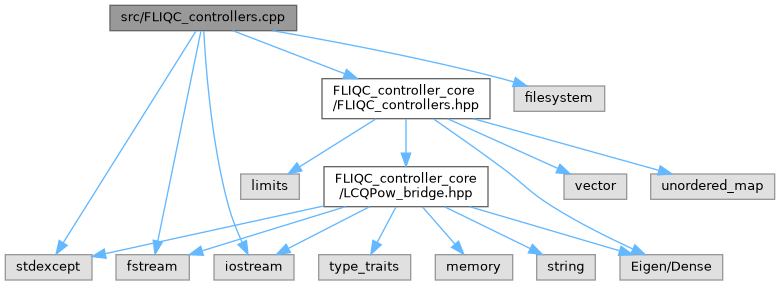 src/FLIQC_controllers.cpp
FLIQC_controller_core
/FLIQC_controllers.hpp
filesystem
limits
FLIQC_controller_core
/LCQPow_bridge.hpp
vector
unordered_map
stdexcept
fstream
iostream
type_traits
memory
string
Eigen/Dense